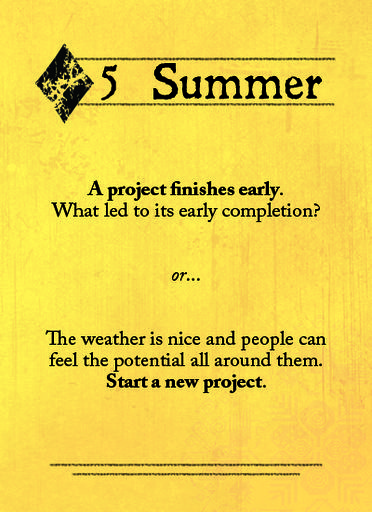 5 Summer
A project finishes early.
What led to its early completion?
or...
The weather is nice and people can
feel the potential all around them.
Start a new project.